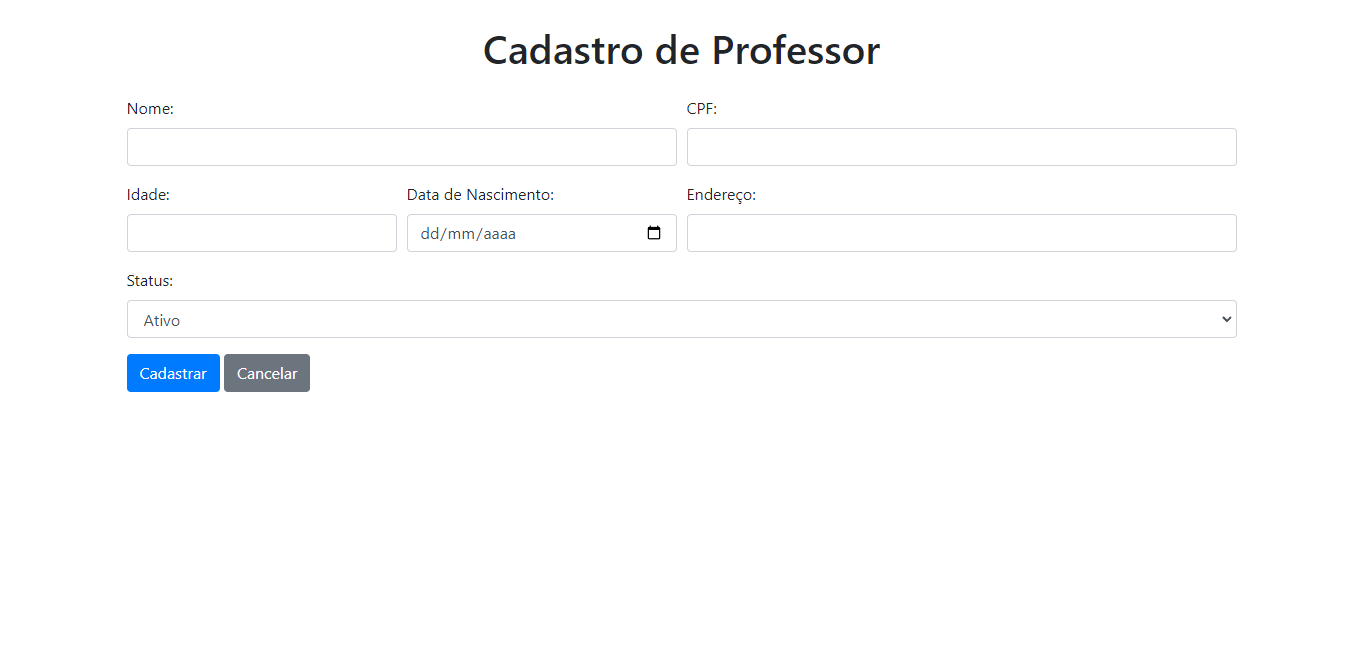 Cadastro de Professor
Nome: CPF:
Idade: Data de Nascimento: Endereço:
dd/mm/aaaa
Status:
Ativo
Cadastrar Cancelar